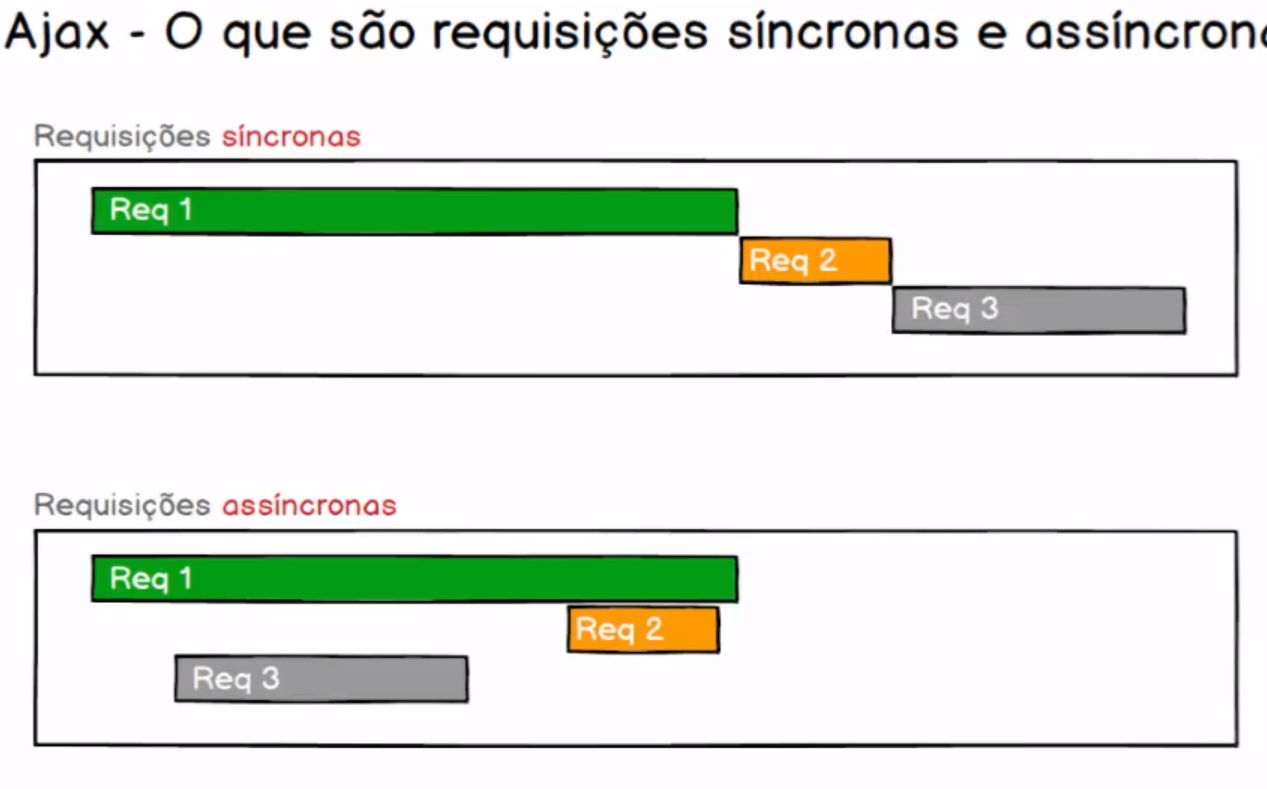 Ajax - O que são requisições síncronas e assíncrona
Requisições síncronas
Req 1
Req 2
Req 3
Requisições assíncronas
Req 1
Req 2
Req 3